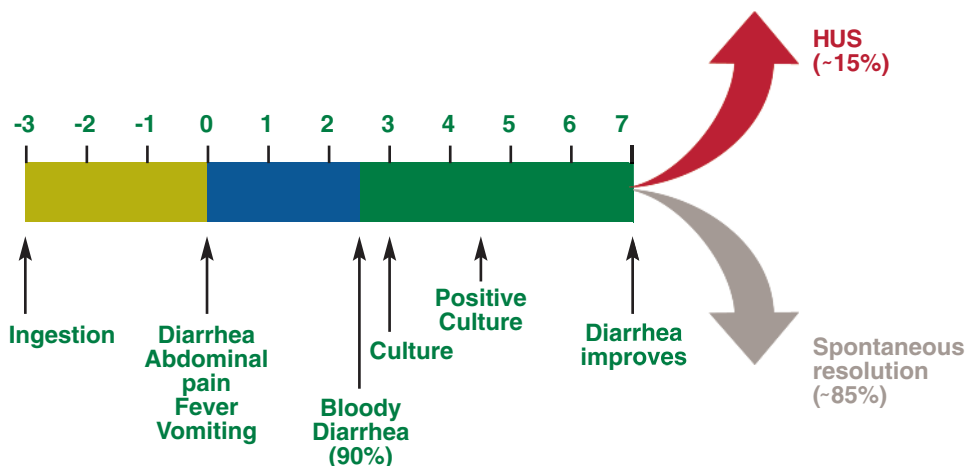 HUS
(~15%)
-3 -2 -1 0 1 2 3 4 5 6 7
Ingestion
Diarrhea
Abdominal
pain
Fever
Vomiting
Bloody
Diarrhea
(90%)
Culture
Positive
Culture
Diarrhea
improves
Spontaneous
resolution
(~85%)